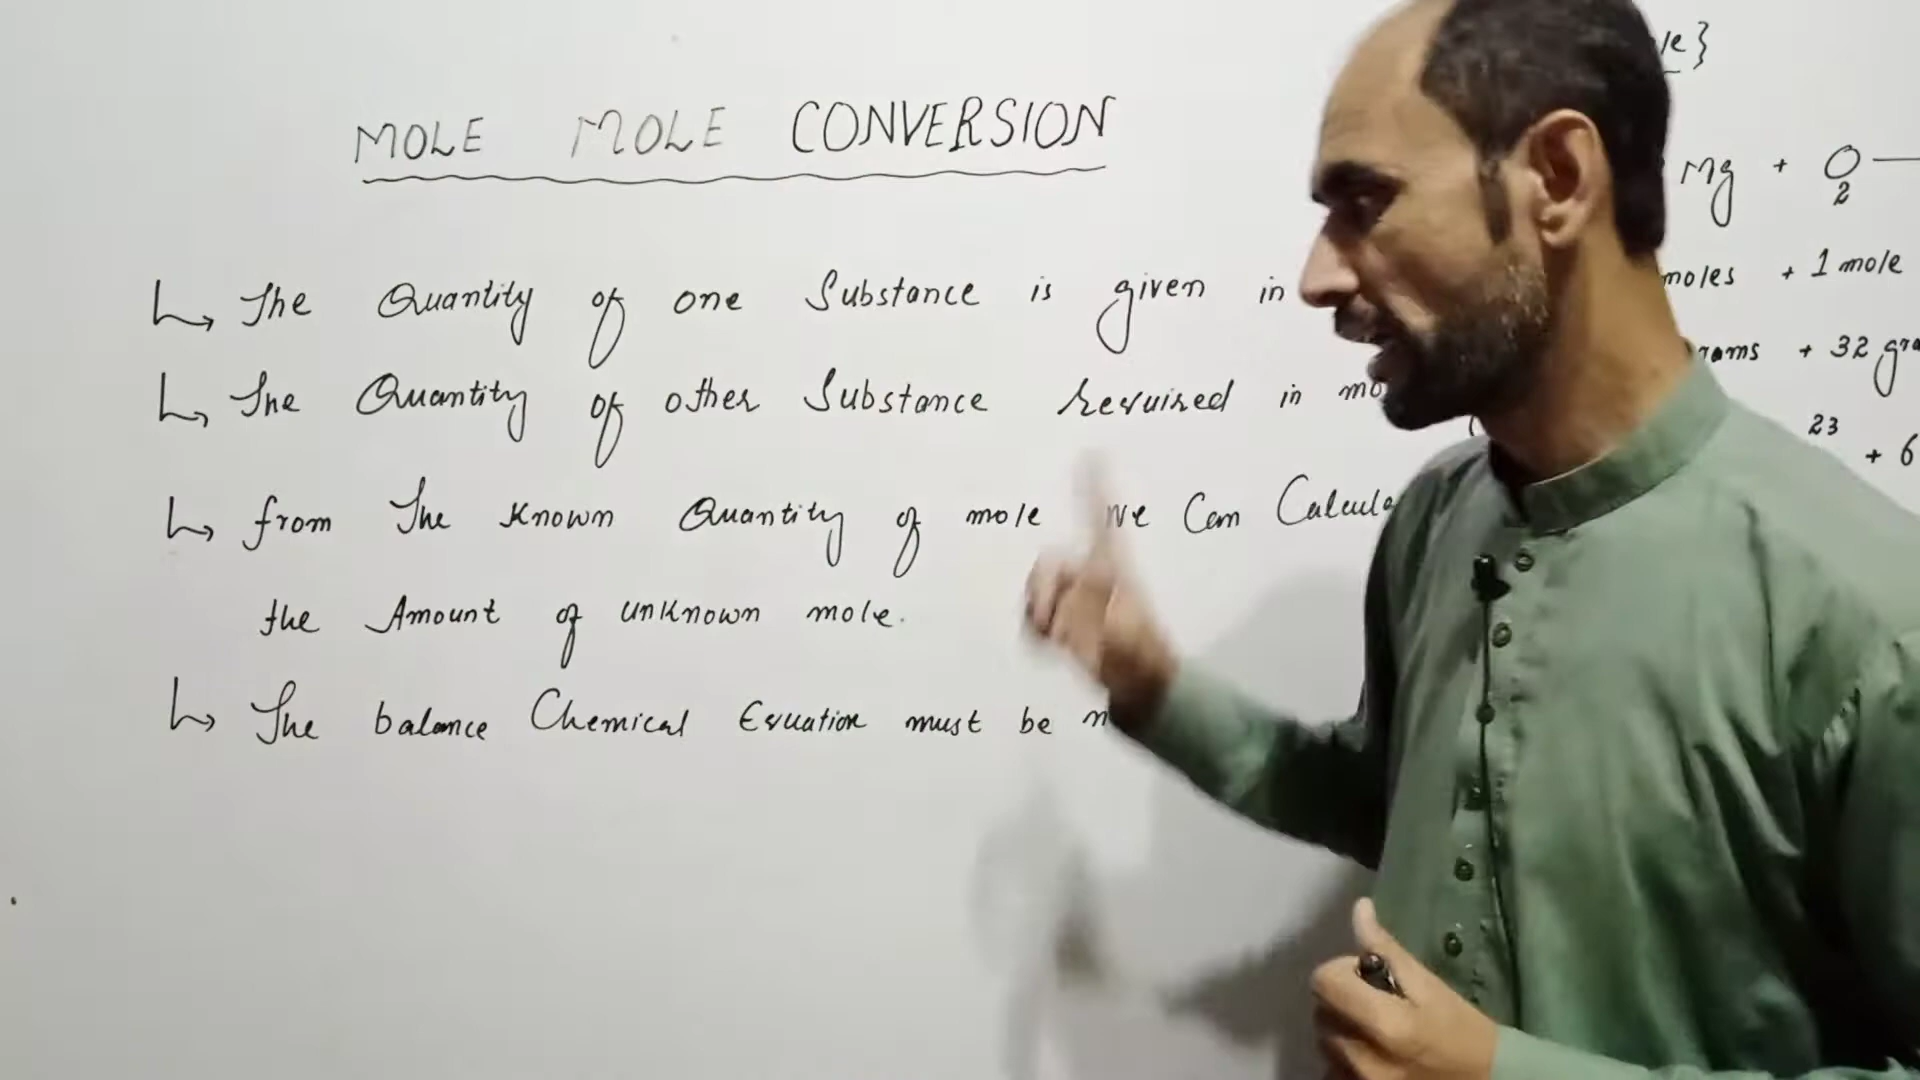 MOLE MOLE CONVERSION
The Quantity of one Substance is given in
The Quantity of other Substance required in mo
from The Known Quantity of mole we Can Calcula
the Amount of unknown mole.
The balance Chemical Equation must be
le}
Mg + O2
moles + 1 mole
rams + 32 gra
23
+ 6